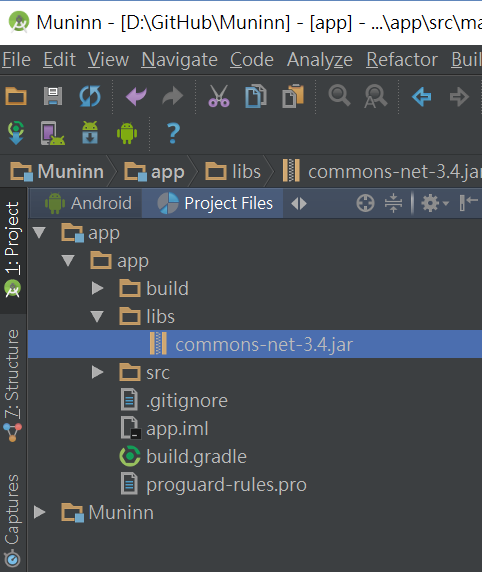 Muninn - [D:\GitHub\Muninn] - [app] - ...\app\src\ma
File Edit View Navigate Code Analyze Refactor Buil
Muninn app libs commons-net-3.4.jar
Android Project Files
1: Project
app
app
build
libs
commons-net-3.4.jar
src
.gitignore
app.iml
build.gradle
proguard-rules.pro
Muninn
7: Structure
Captures